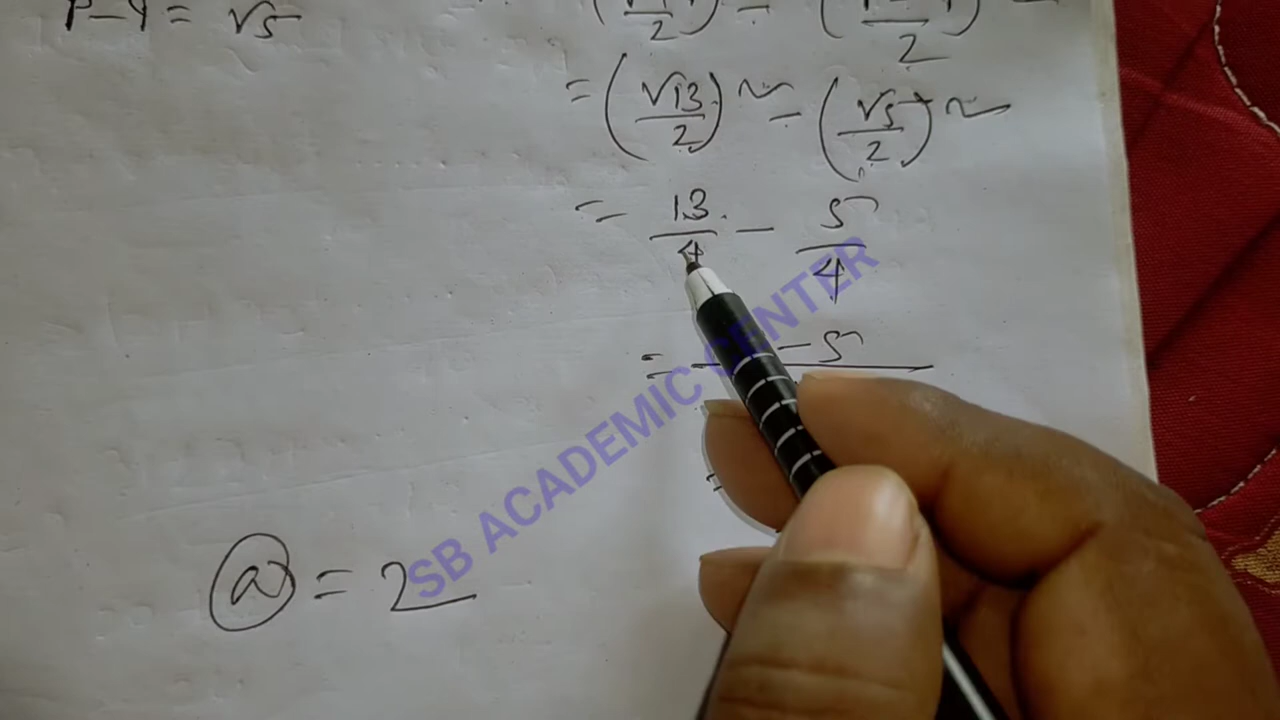 P-q = √5
= (√13/2)² - (√5/2)²
= 13/4 - 5/4
= -5
(a) = 2
SB ACADEMIC CENTER